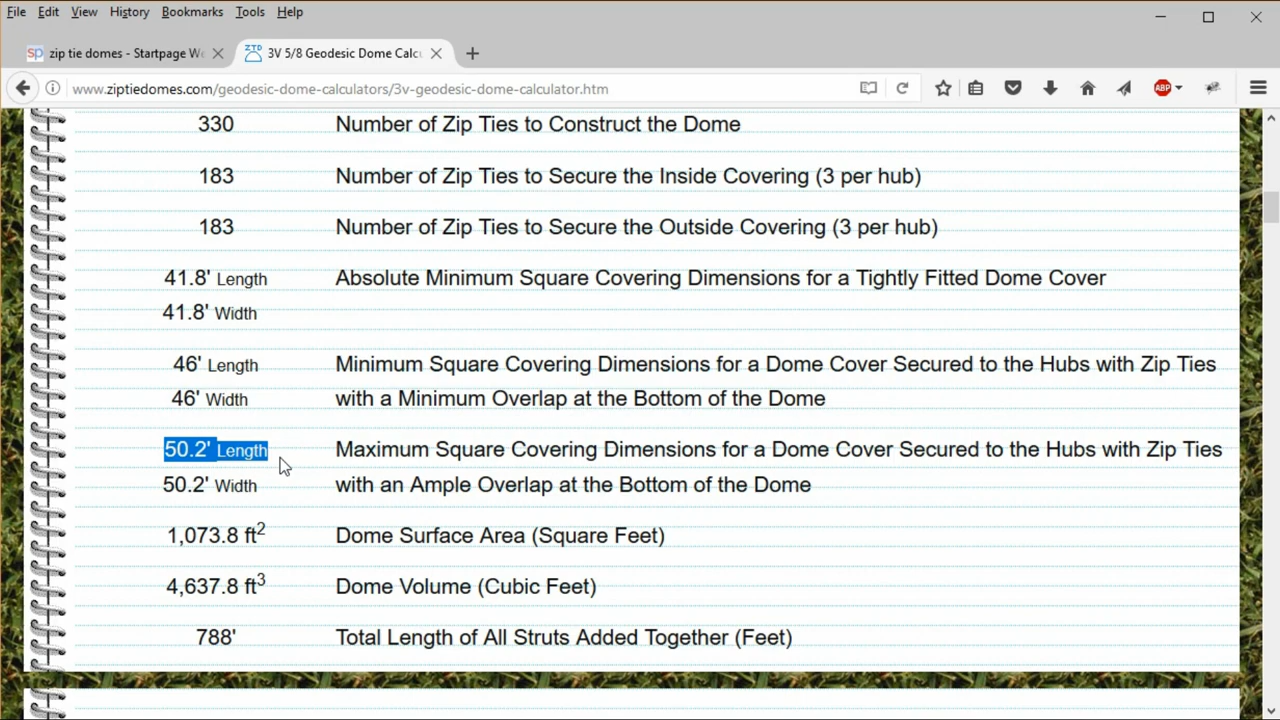 File Edit View History Bookmarks Tools Help
sp zip tie domes - Startpage We
ZTD 3V 5/8 Geodesic Dome Calc
www.ziptiedomes.com/geodesic-dome-calculators/3v-geodesic-dome-calculator.htm
ABP
330 Number of Zip Ties to Construct the Dome
183 Number of Zip Ties to Secure the Inside Covering (3 per hub)
183 Number of Zip Ties to Secure the Outside Covering (3 per hub)
41.8' Length Absolute Minimum Square Covering Dimensions for a Tightly Fitted Dome Cover
41.8' Width
46' Length Minimum Square Covering Dimensions for a Dome Cover Secured to the Hubs with Zip Ties
46' Width with a Minimum Overlap at the Bottom of the Dome
50.2' Length Maximum Square Covering Dimensions for a Dome Cover Secured to the Hubs with Zip Ties
50.2' Width with an Ample Overlap at the Bottom of the Dome
1,073.8 ft² Dome Surface Area (Square Feet)
4,637.8 ft³ Dome Volume (Cubic Feet)
788' Total Length of All Struts Added Together (Feet)